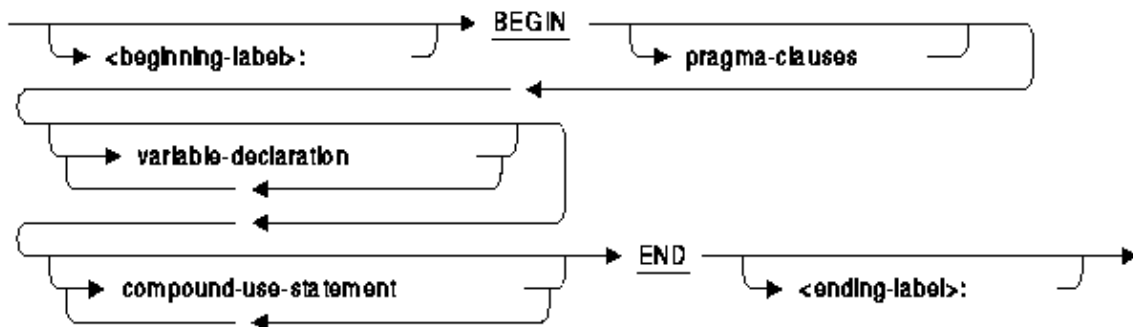 BEGIN
<beginning-label>:
pragma-clauses
variable-declaration
END
compound-use-statement
<ending-label>: